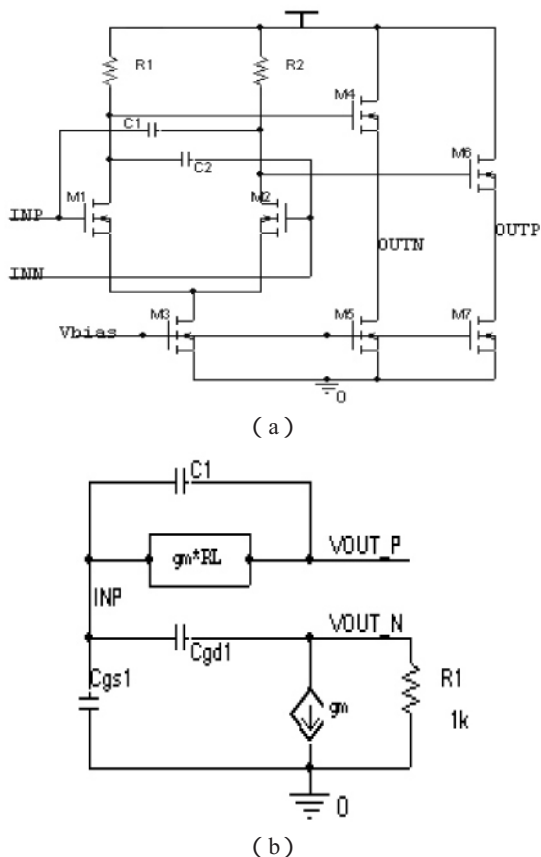 R1 R2
M4
C1
M6
C2
M1 M2
INP
OUTN OUTP
INN
M3 M5 M7
Vbias
0
(a)
C1
VOUT_P
gm*RL
INP
VOUT_N
Cgd1
Cgs1 R1
gm
1k
0
(b)